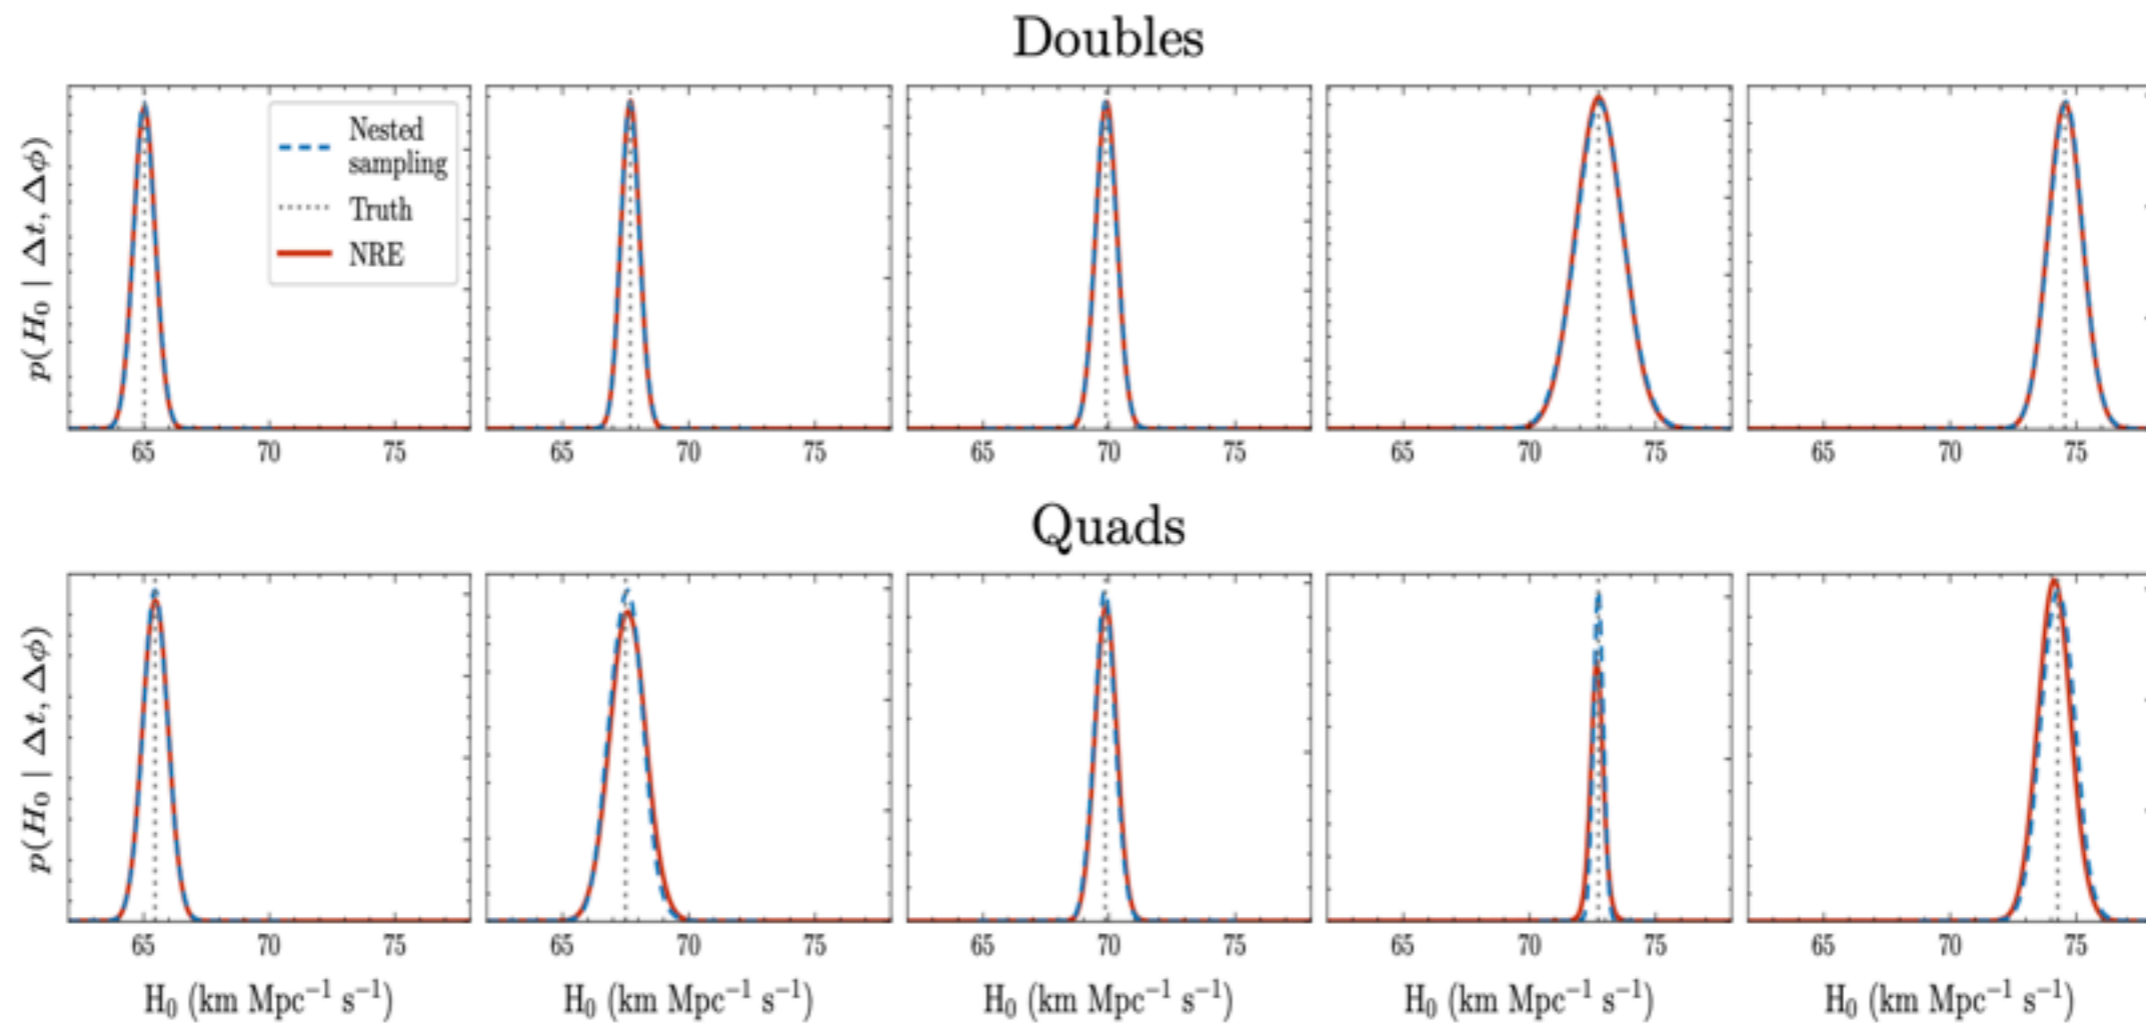 Doubles
p(H₀ | Δt, Δϕ)
Nested
sampling
Truth
NRE
65 70 75
65 70 75
65 70 75
65 70 75
65 70 75
Quads
p(H₀ | Δt, Δϕ)
65 70 75
65 70 75
65 70 75
65 70 75
65 70 75
H₀ (km Mpc⁻¹ s⁻¹)
H₀ (km Mpc⁻¹ s⁻¹)
H₀ (km Mpc⁻¹ s⁻¹)
H₀ (km Mpc⁻¹ s⁻¹)
H₀ (km Mpc⁻¹ s⁻¹)